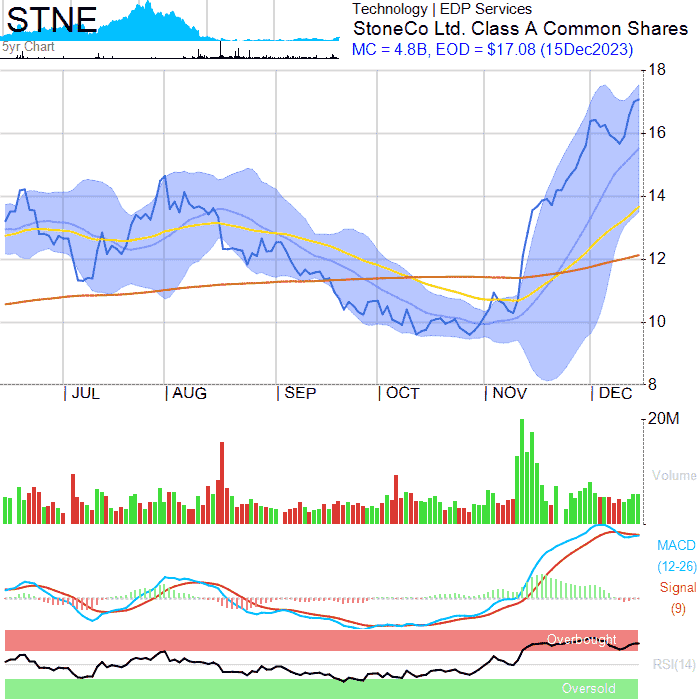 STNE
Technology | EDP Services
StoneCo Ltd. Class A Common Shares
MC = 4.8B, EOD = $17.08 (15Dec2023)
5yr Chart
18
16
14
12
10
8
JUL AUG SEP OCT NOV DEC
20M
Volume
MACD
(12-26)
Signal
(9)
Overbought
RSI(14)
Oversold